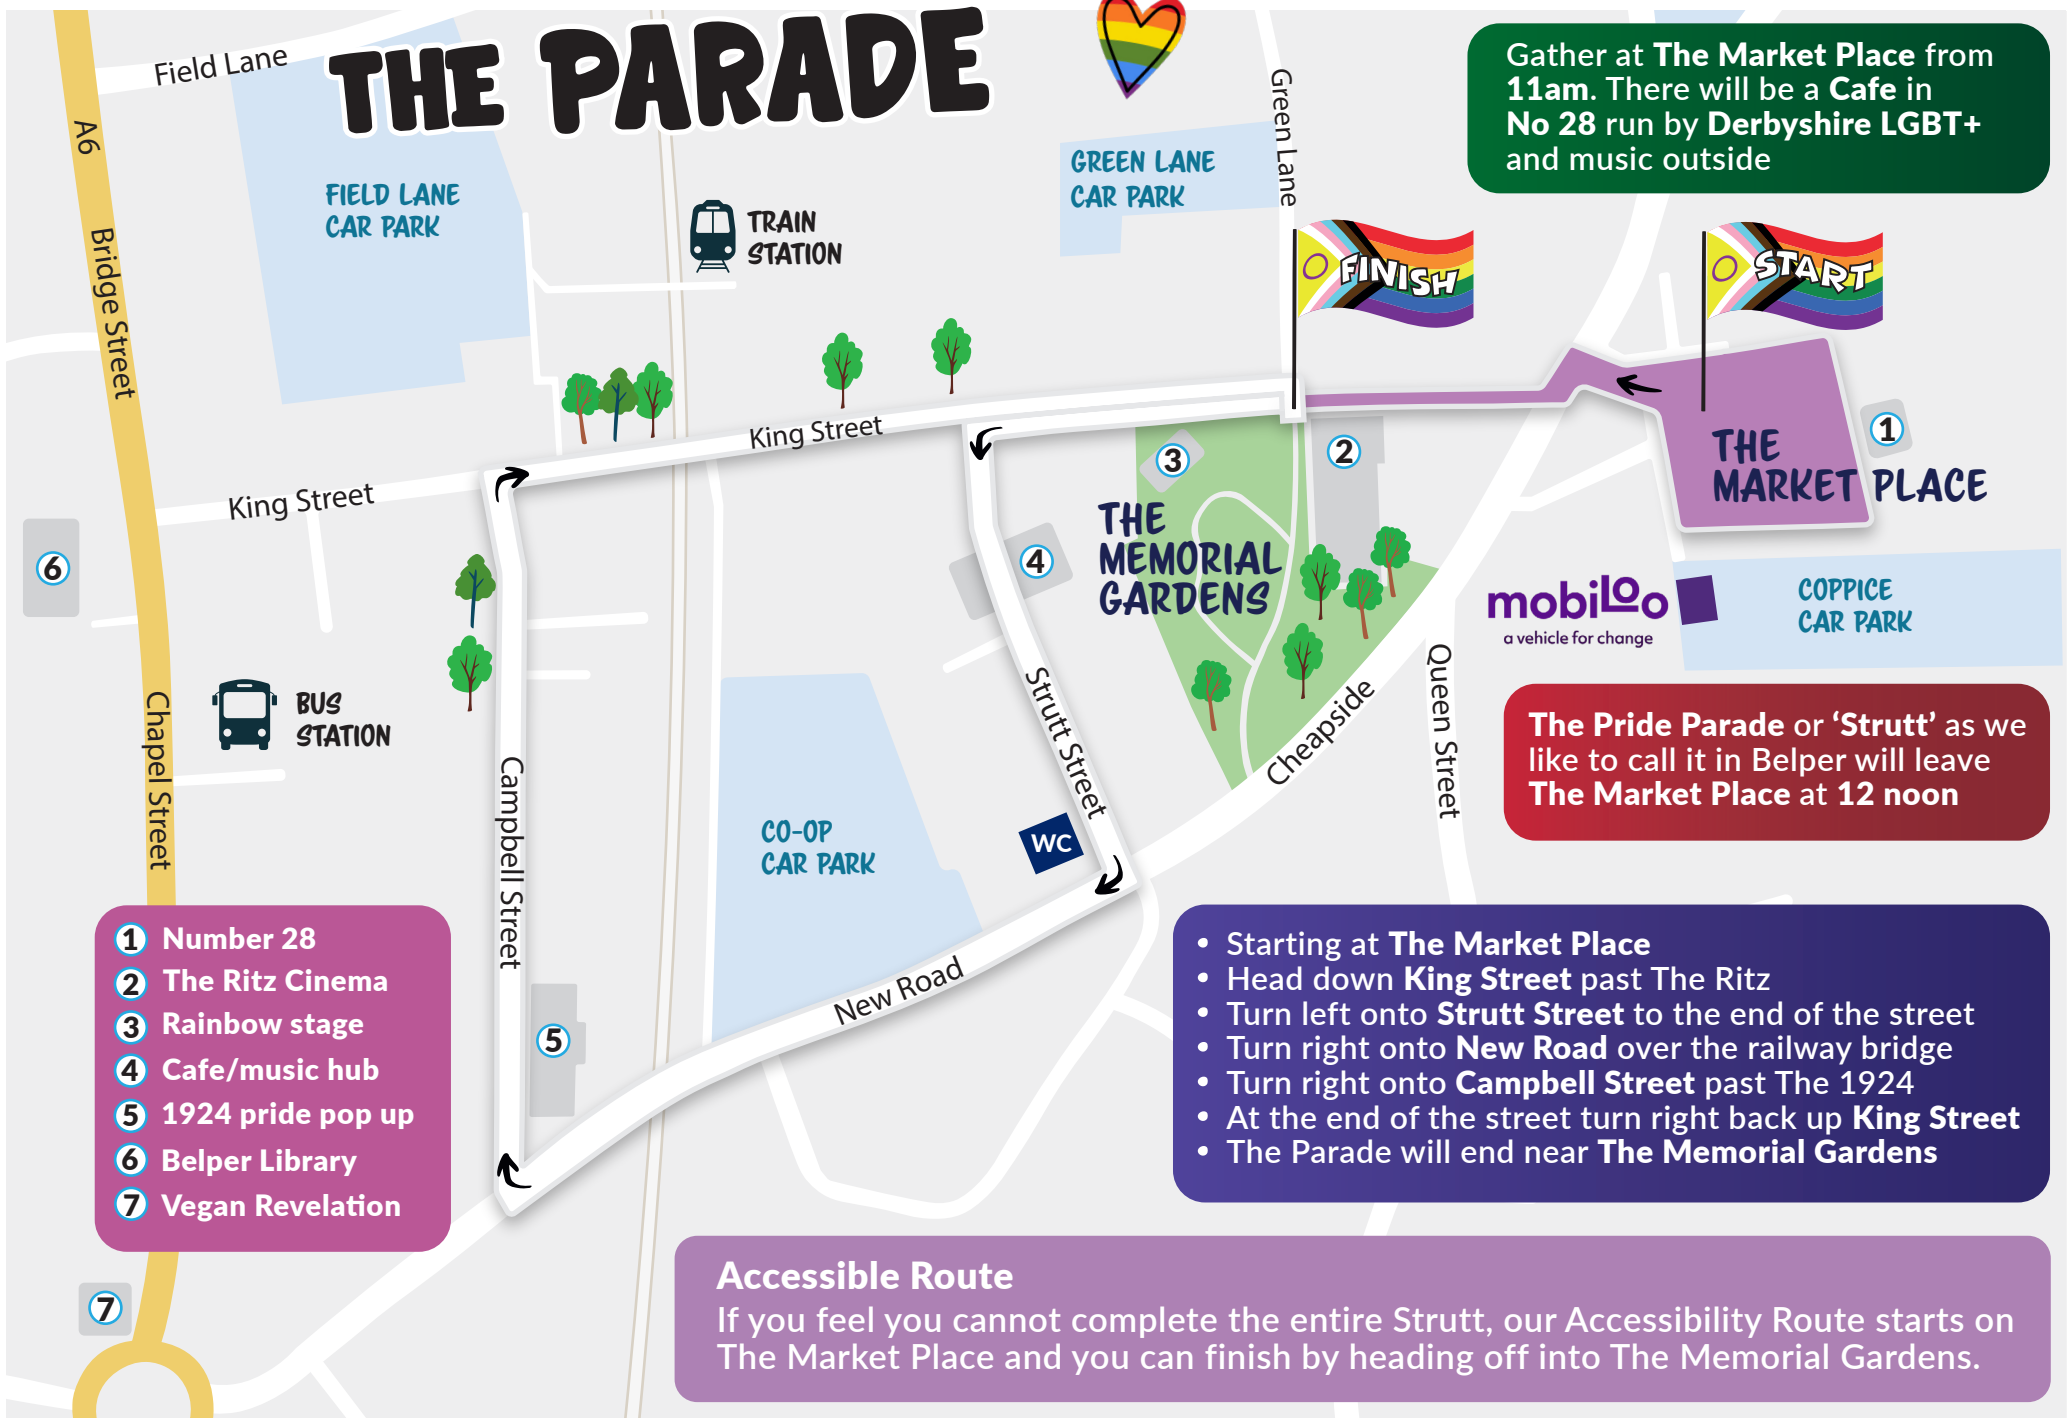 THE PARADE
Field Lane
A6
Bridge Street
FIELD LANE
CAR PARK
TRAIN
STATION
GREEN LANE
CAR PARK
Green Lane
Gather at The Market Place from
11am. There will be a Cafe in
No 28 run by Derbyshire LGBT+
and music outside
FINISH
START
King Street
King Street
1
2
3
THE
MARKET PLACE
THE
MEMORIAL
GARDENS
4
6
mobiloo
a vehicle for change
COPPICE
CAR PARK
BUS
STATION
Chapel Street
Campbell Street
Strutt Street
Cheapside
Queen Street
The Pride Parade or ‘Strutt’ as we
like to call it in Belper will leave
The Market Place at 12 noon
CO-OP
CAR PARK
WC
New Road
5
1 Number 28
2 The Ritz Cinema
3 Rainbow stage
4 Cafe/music hub
5 1924 pride pop up
6 Belper Library
7 Vegan Revelation
• Starting at The Market Place
• Head down King Street past The Ritz
• Turn left onto Strutt Street to the end of the street
• Turn right onto New Road over the railway bridge
• Turn right onto Campbell Street past The 1924
• At the end of the street turn right back up King Street
• The Parade will end near The Memorial Gardens
7
Accessible Route
If you feel you cannot complete the entire Strutt, our Accessibility Route starts on
The Market Place and you can finish by heading off into The Memorial Gardens.